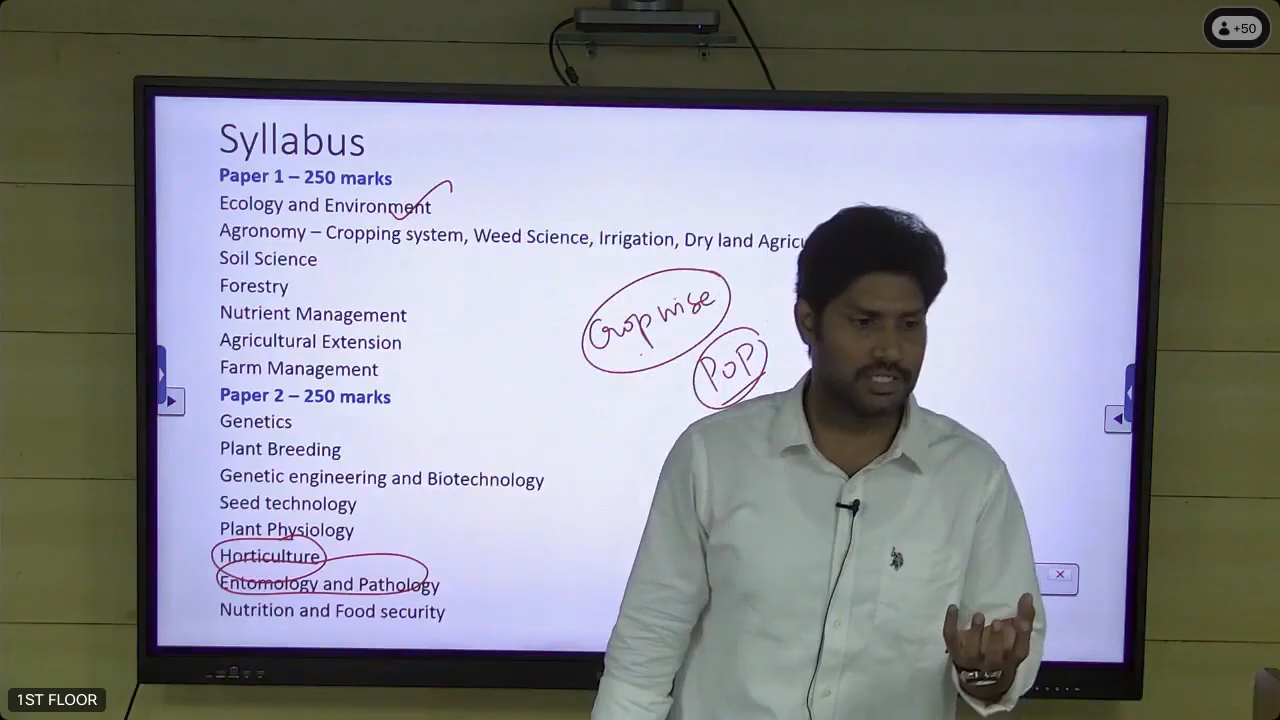 +50
Syllabus
Paper 1 – 250 marks
Ecology and Environment
Agronomy – Cropping system, Weed Science, Irrigation, Dry land Agricu
Soil Science
Forestry
Nutrient Management
Agricultural Extension
Farm Management
Crop wise
POP
Paper 2 – 250 marks
Genetics
Plant Breeding
Genetic engineering and Biotechnology
Seed technology
Plant Physiology
Horticulture
Entomology and Pathology
Nutrition and Food security
1ST FLOOR